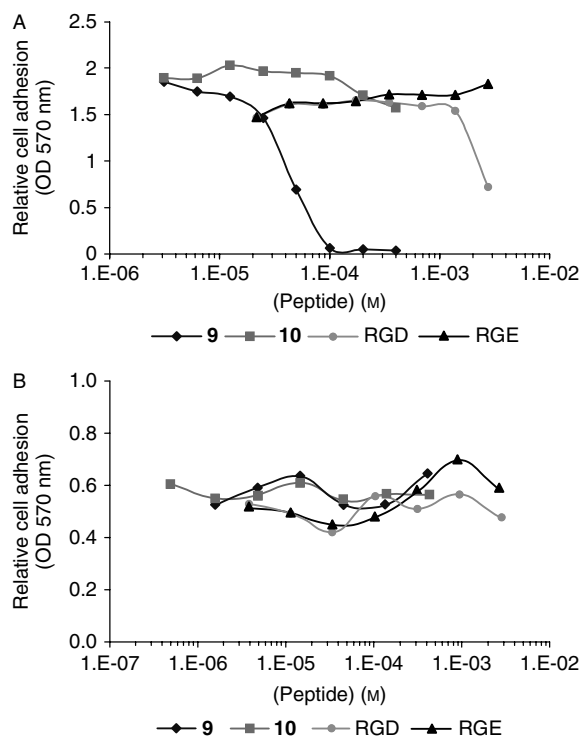 A
2.5
2
1.5
1
0.5
0
Relative cell adhesion
(OD 570 nm)
1.E-06 1.E-05 1.E-04 1.E-03 1.E-02
(Peptide) (M)
9 10 RGD RGE
B
1.0
0.8
0.6
0.4
0.2
0.0
Relative cell adhesion
(OD 570 nm)
1.E-07 1.E-06 1.E-05 1.E-04 1.E-03 1.E-02
(Peptide) (M)
9 10 RGD RGE